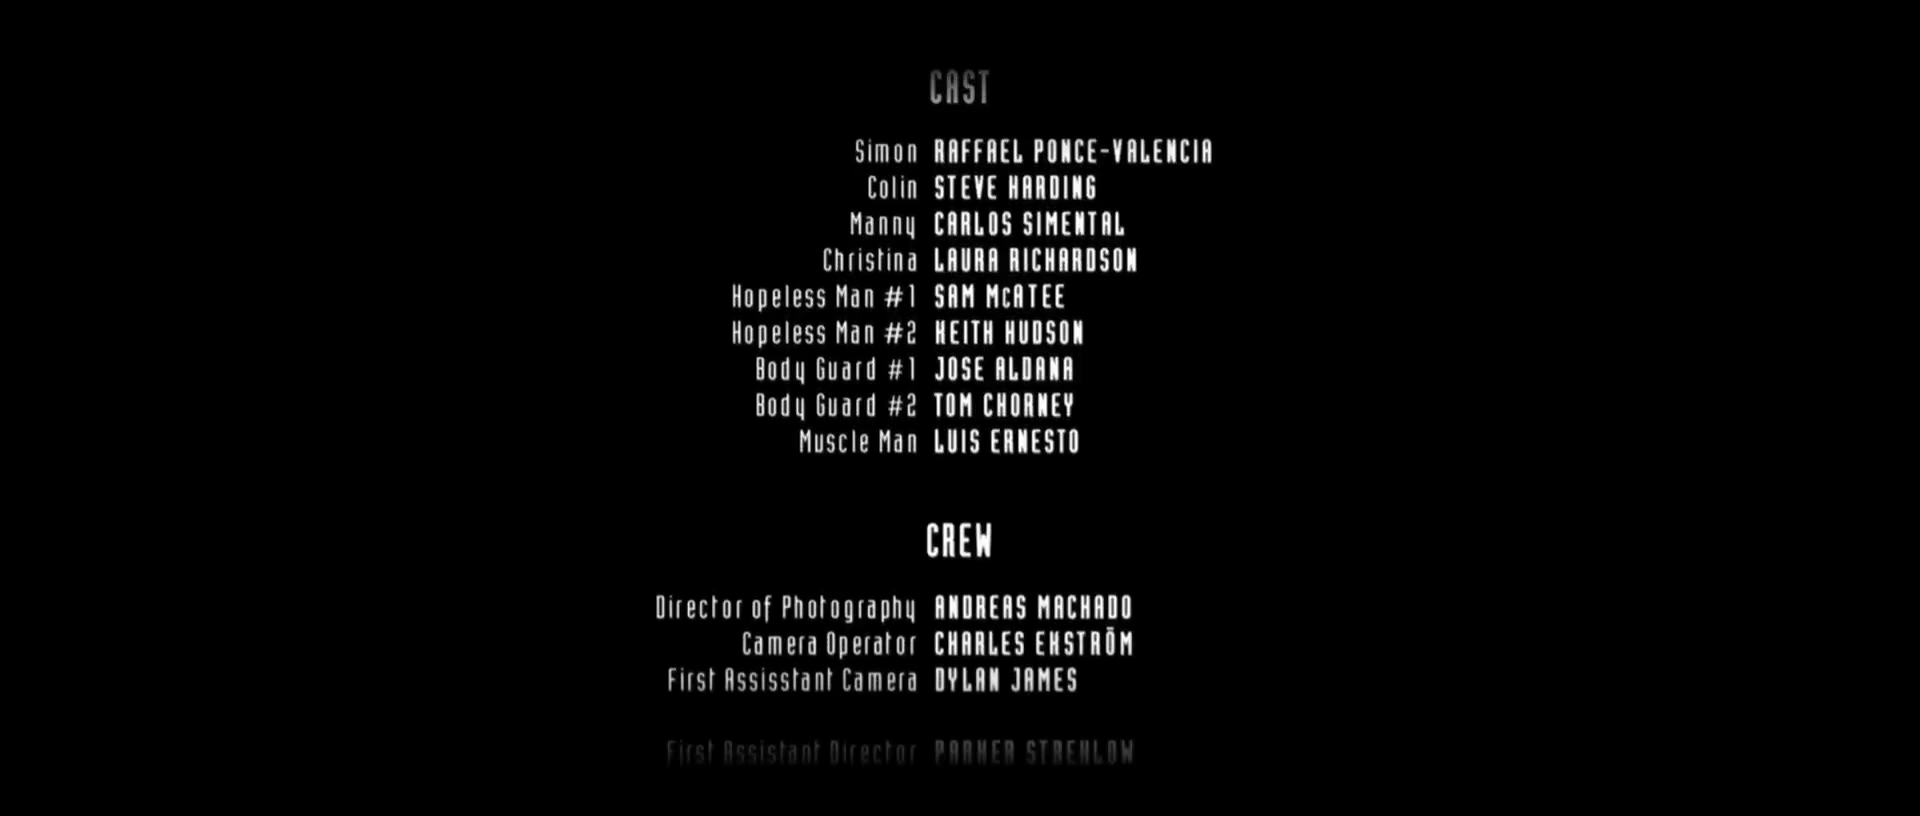 CAST
Simon RAFFAEL PONCE-VALENCIA
Colin STEVE HARDING
Manny CARLOS SIMENTAL
Christina LAURA RICHARDSON
Hopeless Man #1 SAM McATEE
Hopeless Man #2 KEITH HUDSON
Body Guard #1 JOSE ALDANA
Body Guard #2 TOM CHORNEY
Muscle Man LUIS ERNESTO
CREW
Director of Photography ANDREAS MACHADO
Camera Operator CHARLES EKSTRÖM
First Assisstant Camera DYLAN JAMES
First Assistant Director PARKER STREHLOW